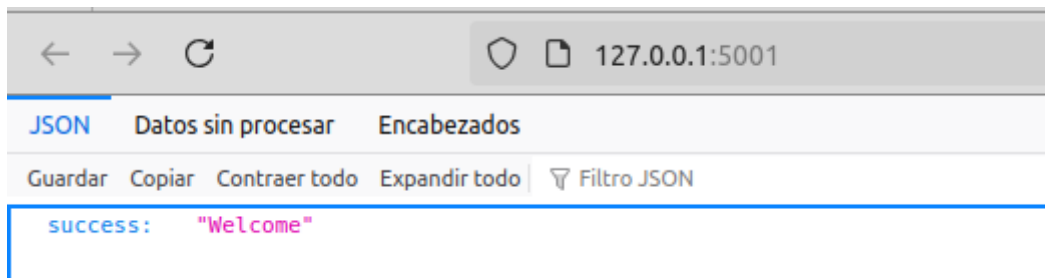 127.0.0.1:5001
JSON Datos sin procesar Encabezados
Guardar Copiar Contraer todo Expandir todo Filtro JSON
success: "Welcome"